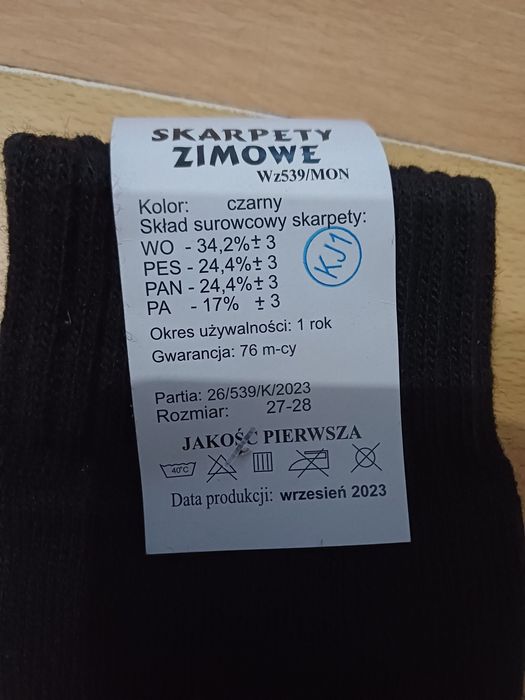 SKARPETY
ZIMOWE
Wz539/MON
Kolor: czarny
Skład surowcowy skarpety:
WO - 34,2%± 3
PES - 24,4%± 3
PAN - 24,4%± 3
PA - 17% ± 3
KJ1
Okres używalności: 1 rok
Gwarancja: 76 m-cy
Partia: 26/539/K/2023
Rozmiar: 27-28
JAKOŚĆ PIERWSZA
40°C
Data produkcji: wrzesień 2023